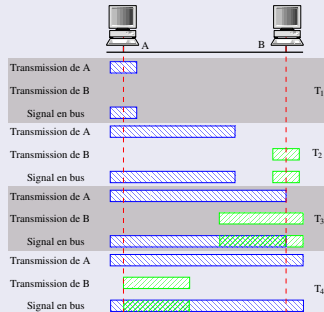 A B
Transmission de A
Transmission de B T1
Signal en bus
Transmission de A
Transmission de B T2
Signal en bus
Transmission de A
Transmission de B T3
Signal en bus
Transmission de A
Transmission de B T4
Signal en bus